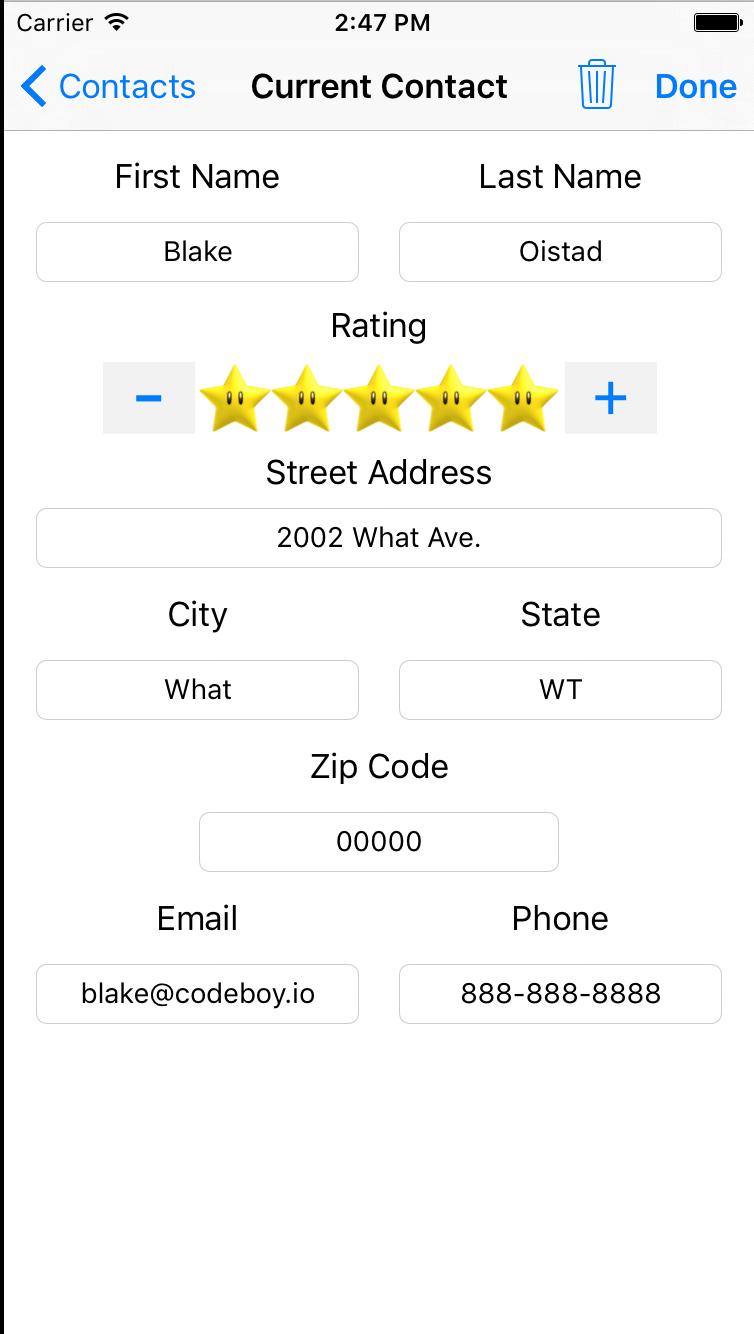 Carrier 2:47 PM
Contacts Current Contact Done
First Name Last Name
Blake Oistad
Rating
− +
Street Address
2002 What Ave.
City State
What WT
Zip Code
00000
Email Phone
blake@codeboy.io 888-888-8888